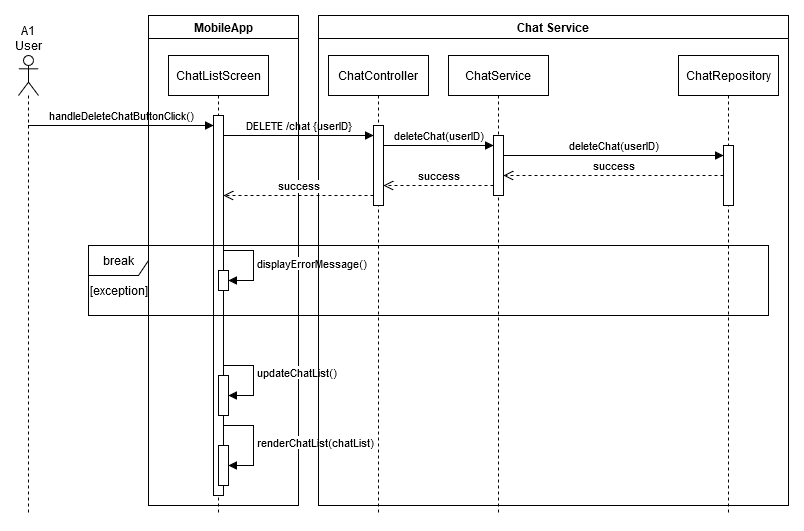 A1
User
MobileApp
Chat Service
ChatListScreen
ChatController
ChatService
ChatRepository
handleDeleteChatButtonClick()
DELETE /chat {userID}
deleteChat(userID)
deleteChat(userID)
success
success
success
break
displayErrorMessage()
[exception]
updateChatList()
renderChatList(chatList)